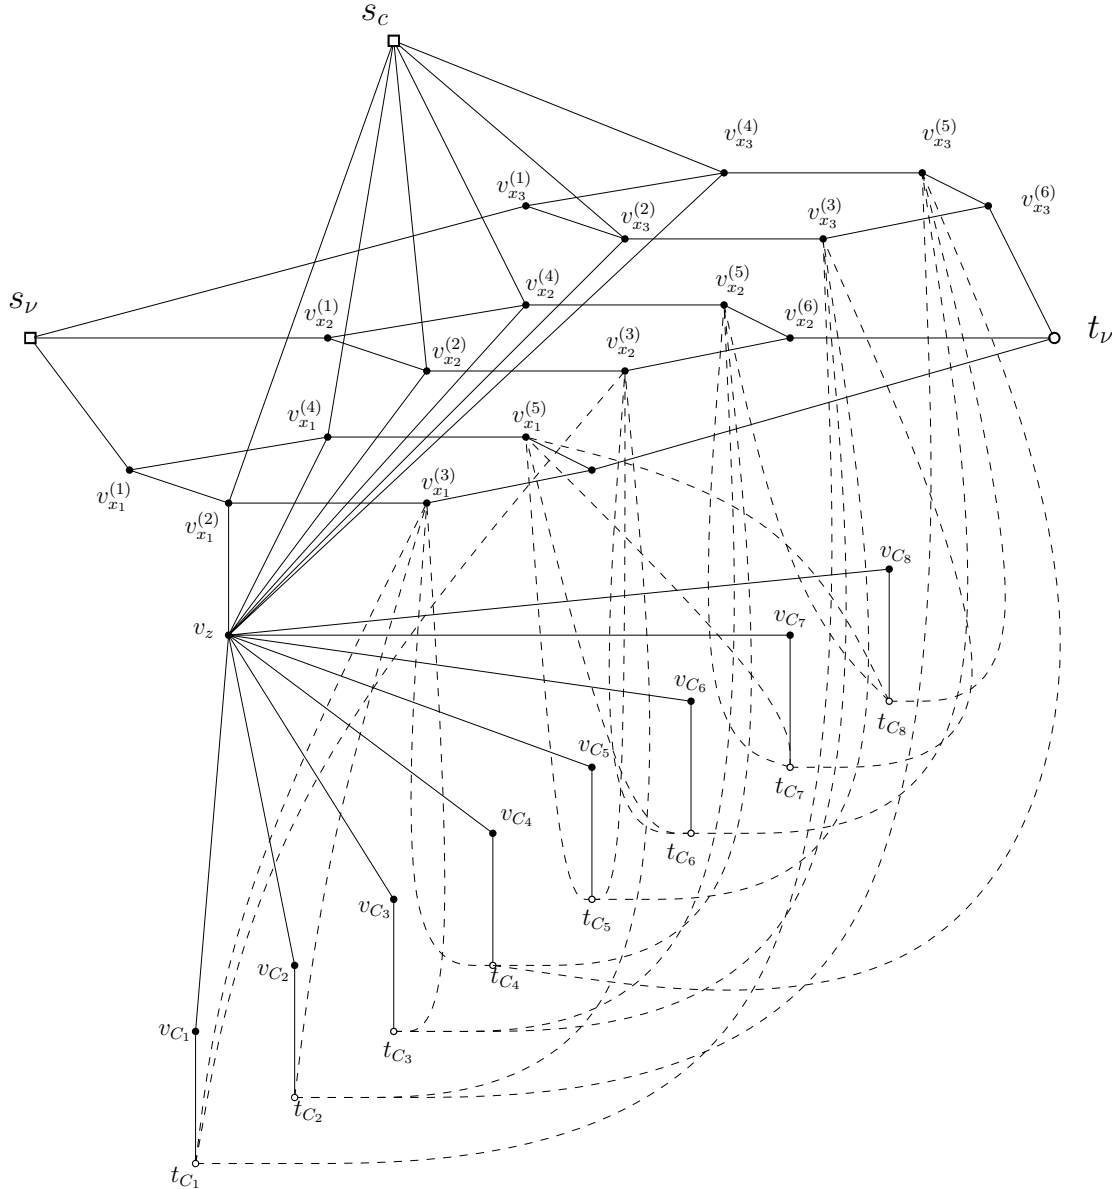 s_c
v_{x_3}^{(4)}
v_{x_3}^{(5)}
v_{x_3}^{(1)}
v_{x_3}^{(6)}
v_{x_3}^{(2)}
v_{x_3}^{(3)}
s_ν
v_{x_2}^{(4)}
v_{x_2}^{(5)}
v_{x_2}^{(1)}
v_{x_2}^{(6)}
t_ν
v_{x_2}^{(2)}
v_{x_2}^{(3)}
v_{x_1}^{(4)}
v_{x_1}^{(5)}
v_{x_1}^{(1)}
v_{x_1}^{(3)}
v_{x_1}^{(2)}
v_{C_8}
v_z
v_{C_7}
v_{C_6}
t_{C_8}
v_{C_5}
t_{C_7}
v_{C_4}
t_{C_6}
v_{C_3}
t_{C_5}
v_{C_2}
t_{C_4}
v_{C_1}
t_{C_3}
t_{C_2}
t_{C_1}